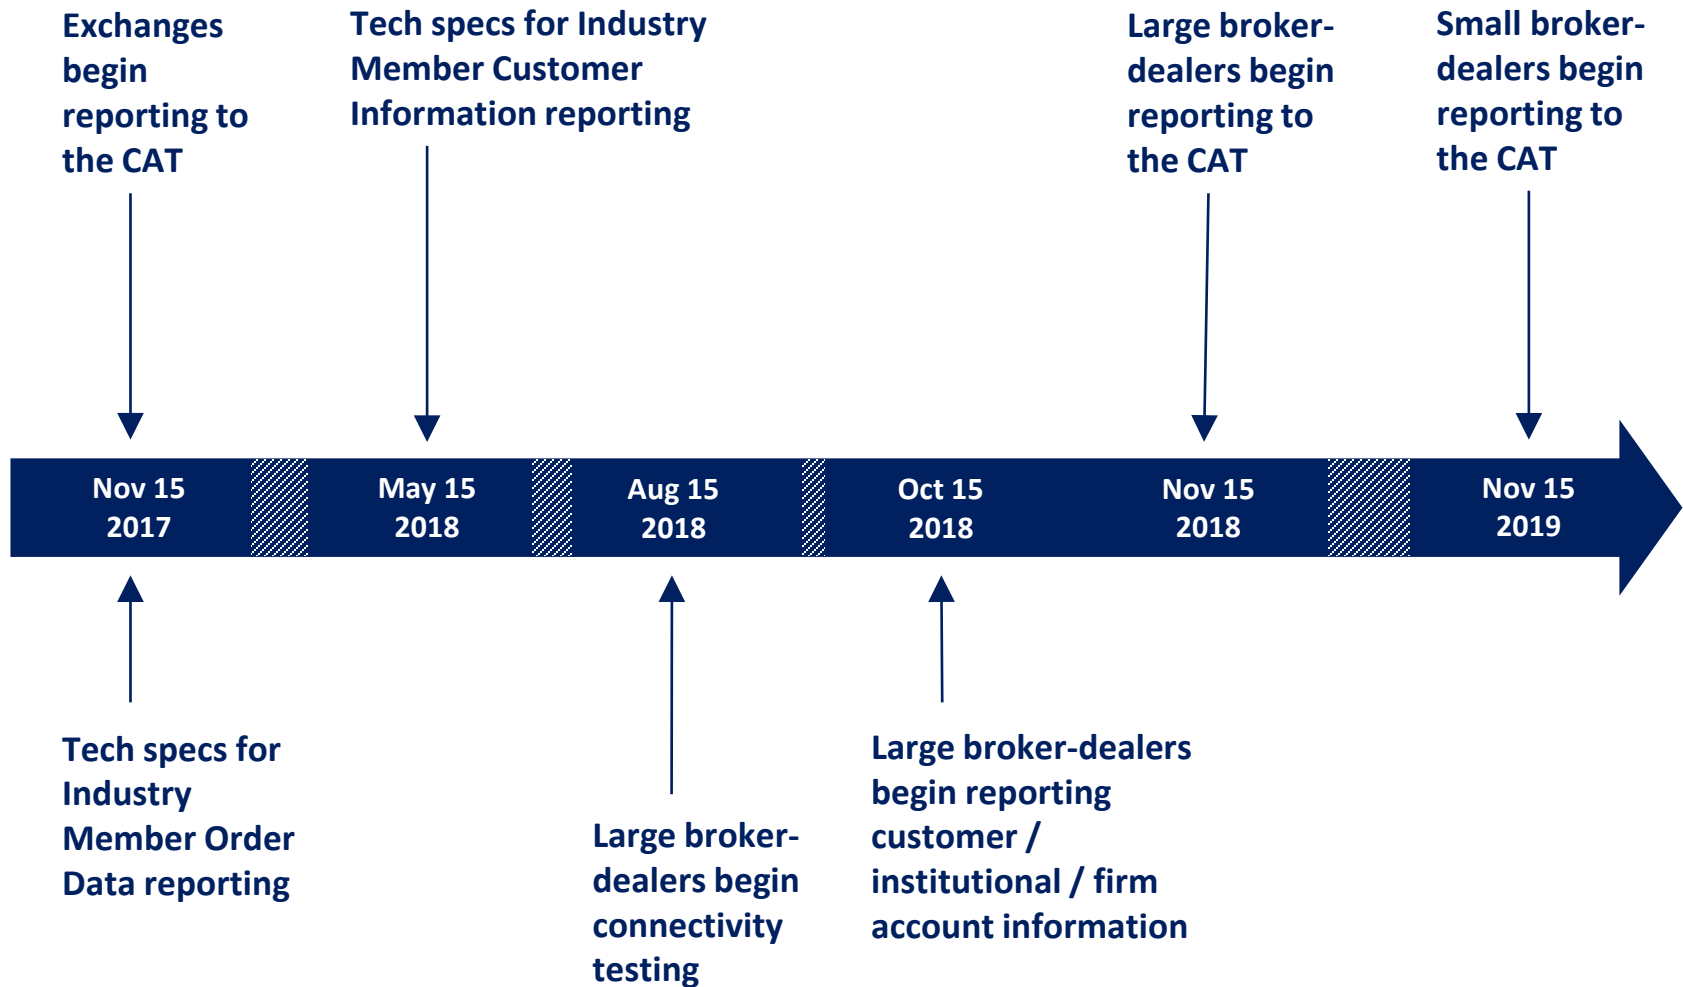 Exchanges
begin
reporting to
the CAT
Tech specs for Industry
Member Customer
Information reporting
Large broker-
dealers begin
reporting to
the CAT
Small broker-
dealers begin
reporting to
the CAT
Nov 15
2017
May 15
2018
Aug 15
2018
Oct 15
2018
Nov 15
2018
Nov 15
2019
Tech specs for
Industry
Member Order
Data reporting
Large broker-
dealers begin
connectivity
testing
Large broker-dealers
begin reporting
customer /
institutional / firm
account information